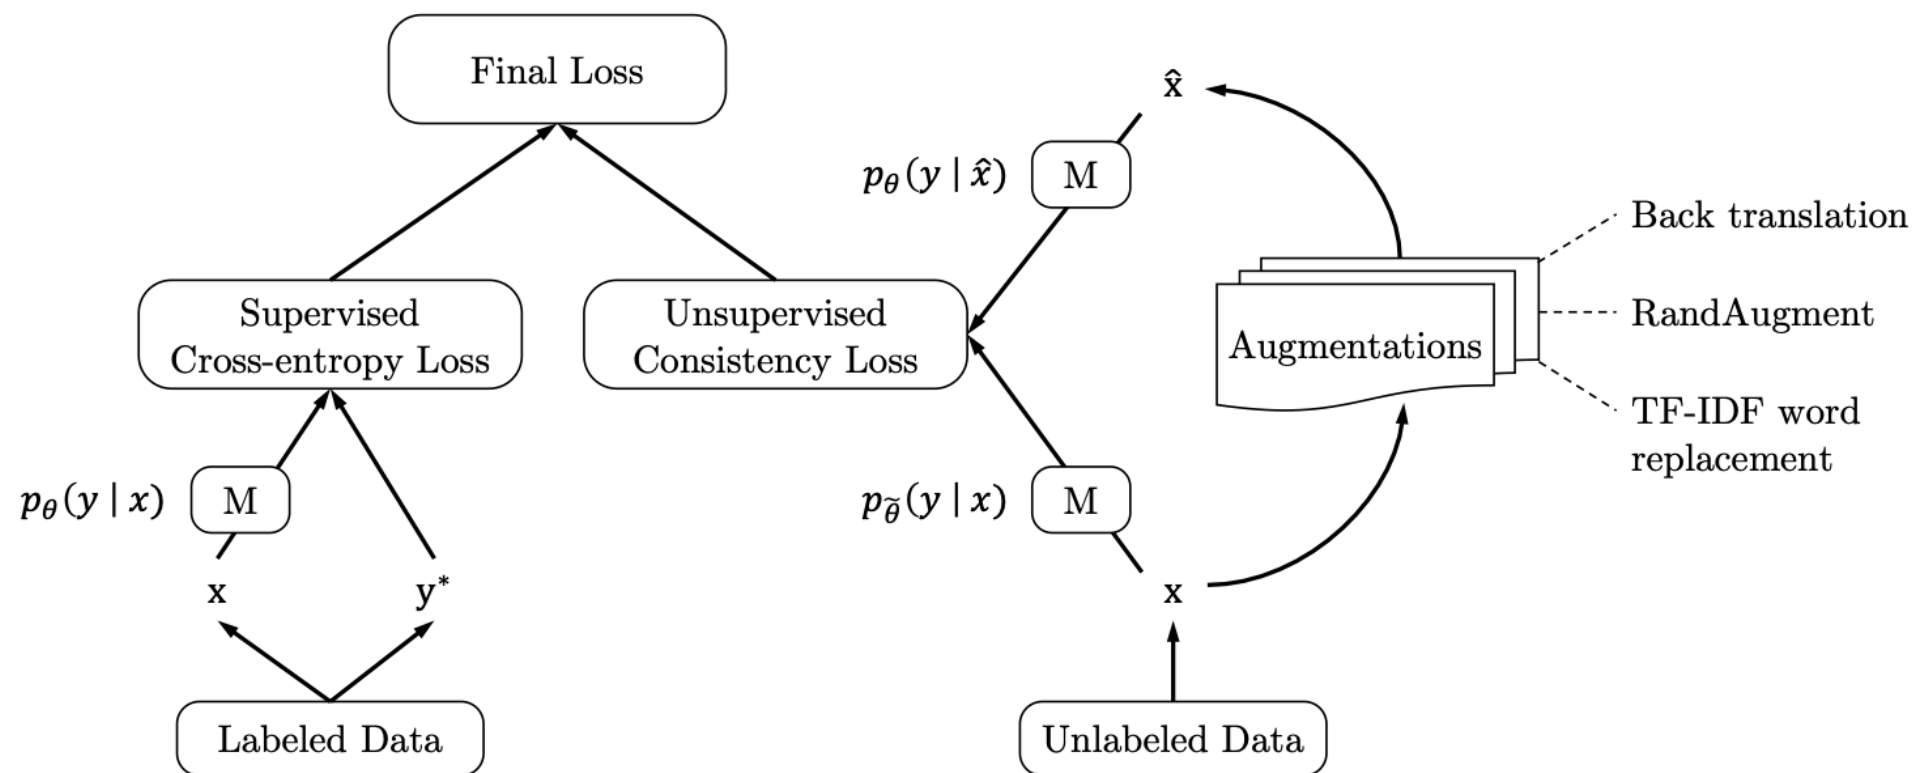 Final Loss
x̂
p_θ(y | x̂)
M
Back translation
RandAugment
TF-IDF word
replacement
Augmentations
Supervised
Cross-entropy Loss
Unsupervised
Consistency Loss
p_θ(y | x)
M
p_θ̃(y | x)
M
x
y*
x
Labeled Data
Unlabeled Data